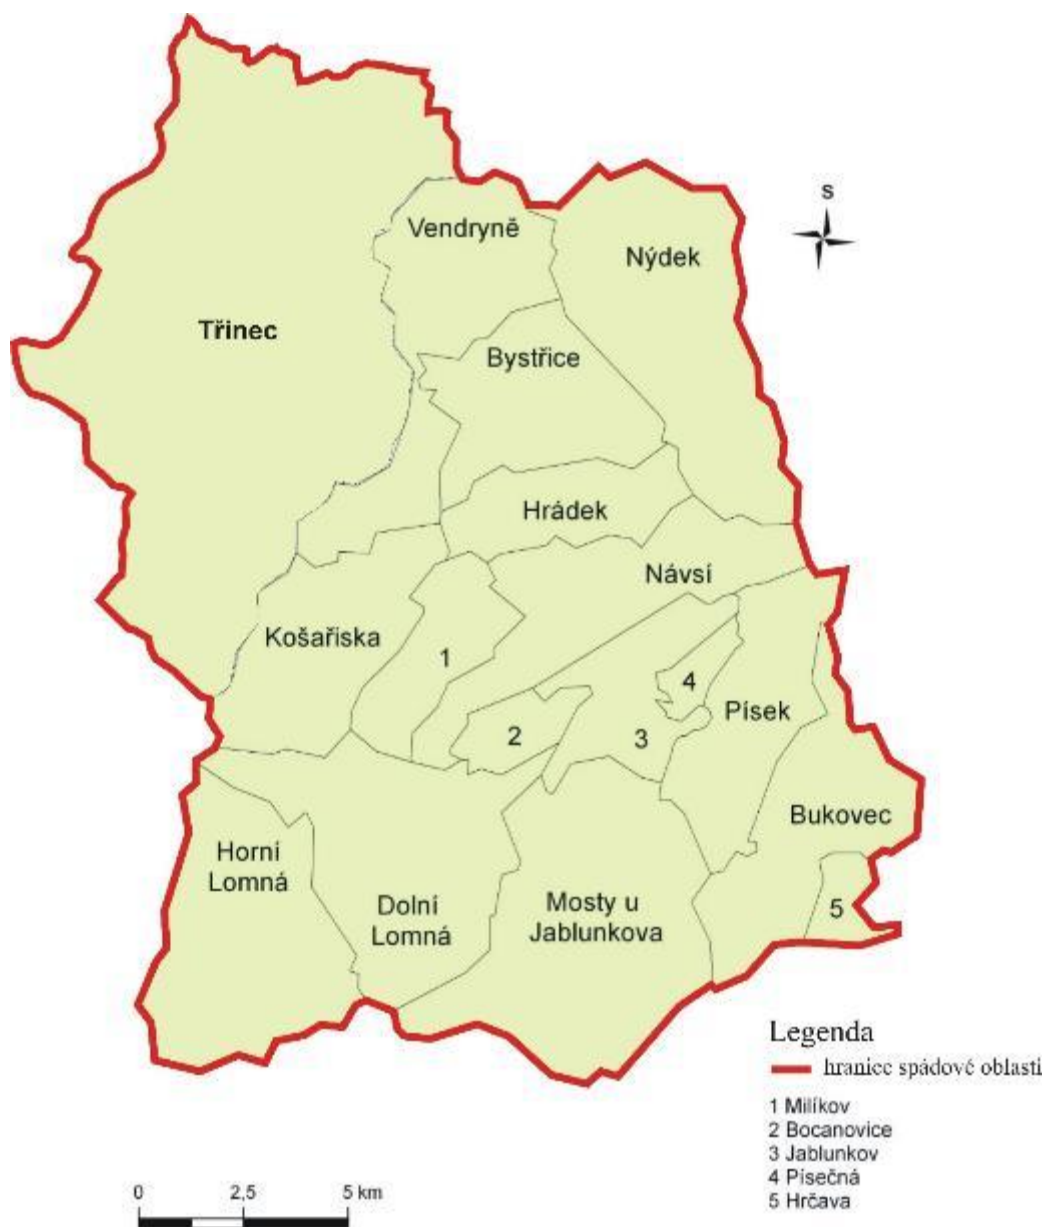 S
Vendryně
Nýdek
Třinec
Bystřice
Hrádek
Návsí
Košařiska
1
4
Písek
2
3
Bukovec
Horní
Lomná
Dolní
Lomná
Mosty u
Jablunkova
5
Legenda
hranice spádové oblasti
1 Milíkov
2 Bocanovice
3 Jablunkov
4 Písečná
5 Hrčava
0 2,5 5 km